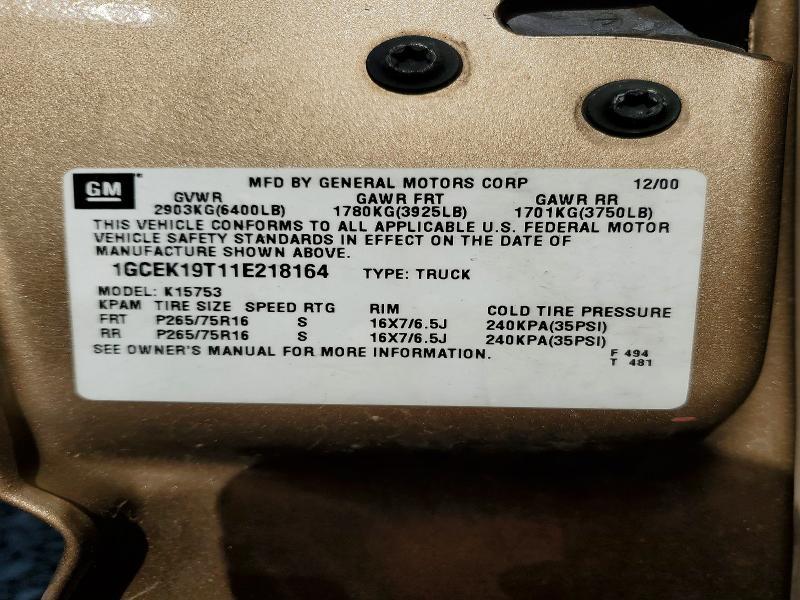 GM MFD BY GENERAL MOTORS CORP 12/00
GVWR GAWR FRT GAWR RR
2903KG(6400LB) 1780KG(3925LB) 1701KG(3750LB)
THIS VEHICLE CONFORMS TO ALL APPLICABLE U.S. FEDERAL MOTOR
VEHICLE SAFETY STANDARDS IN EFFECT ON THE DATE OF
MANUFACTURE SHOWN ABOVE.
1GCEK19T11E218164 TYPE: TRUCK
MODEL: K15753
KPAM TIRE SIZE SPEED RTG RIM COLD TIRE PRESSURE
FRT P265/75R16 S 16X7/6.5J 240KPA(35PSI)
RR P265/75R16 S 16X7/6.5J 240KPA(35PSI)
SEE OWNER'S MANUAL FOR MORE INFORMATION. F 494
T 481